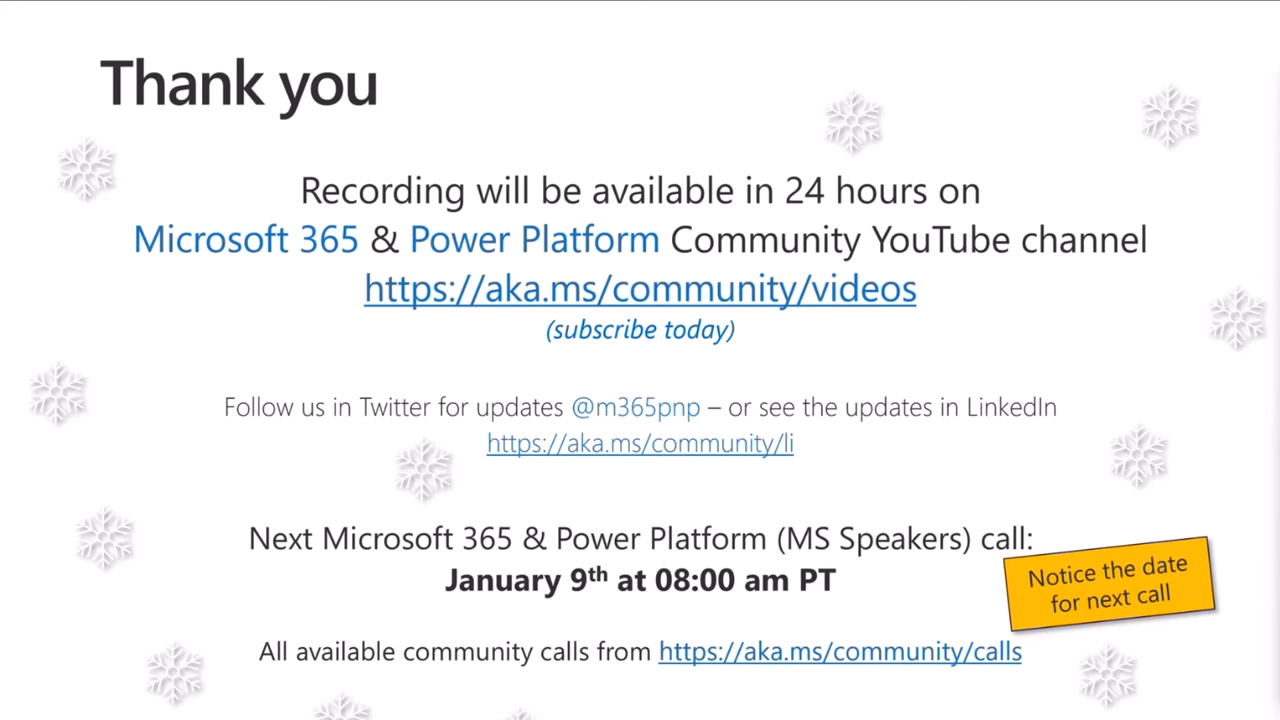 Thank you
Recording will be available in 24 hours on
Microsoft 365 & Power Platform Community YouTube channel
https://aka.ms/community/videos
(subscribe today)
Follow us in Twitter for updates @m365pnp – or see the updates in LinkedIn
https://aka.ms/community/li
Next Microsoft 365 & Power Platform (MS Speakers) call:
January 9th at 08:00 am PT
Notice the date
for next call
All available community calls from https://aka.ms/community/calls